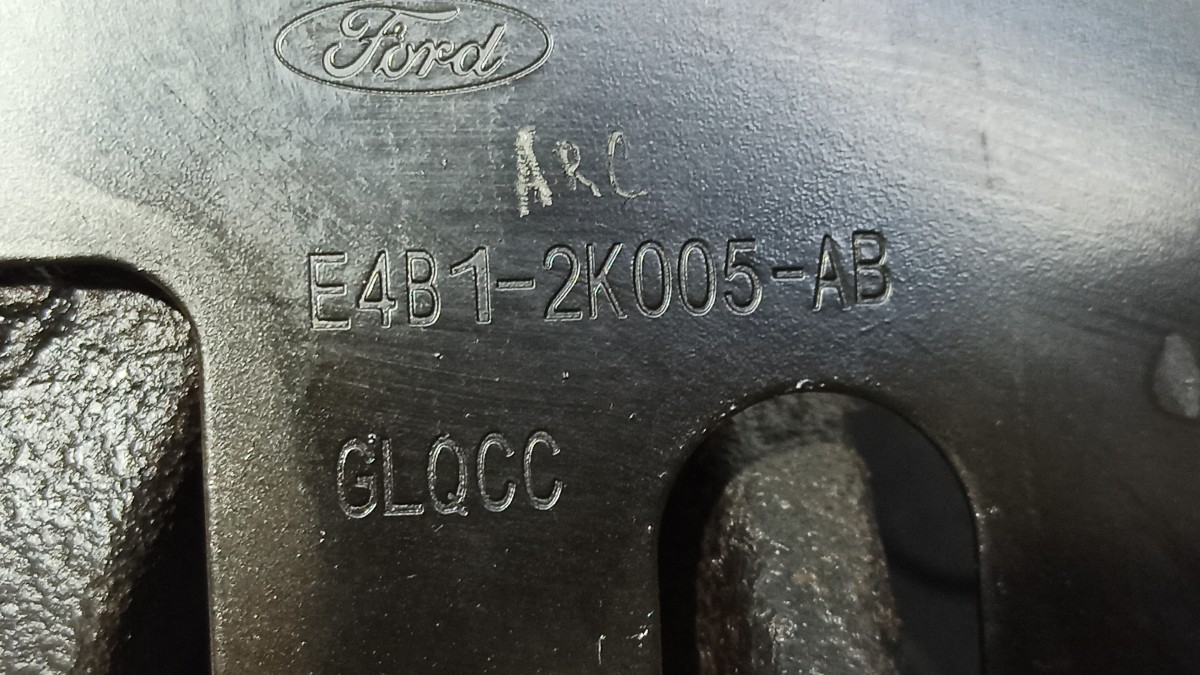 Ford
ARC
E4B1-2K005-AB
GLQCC